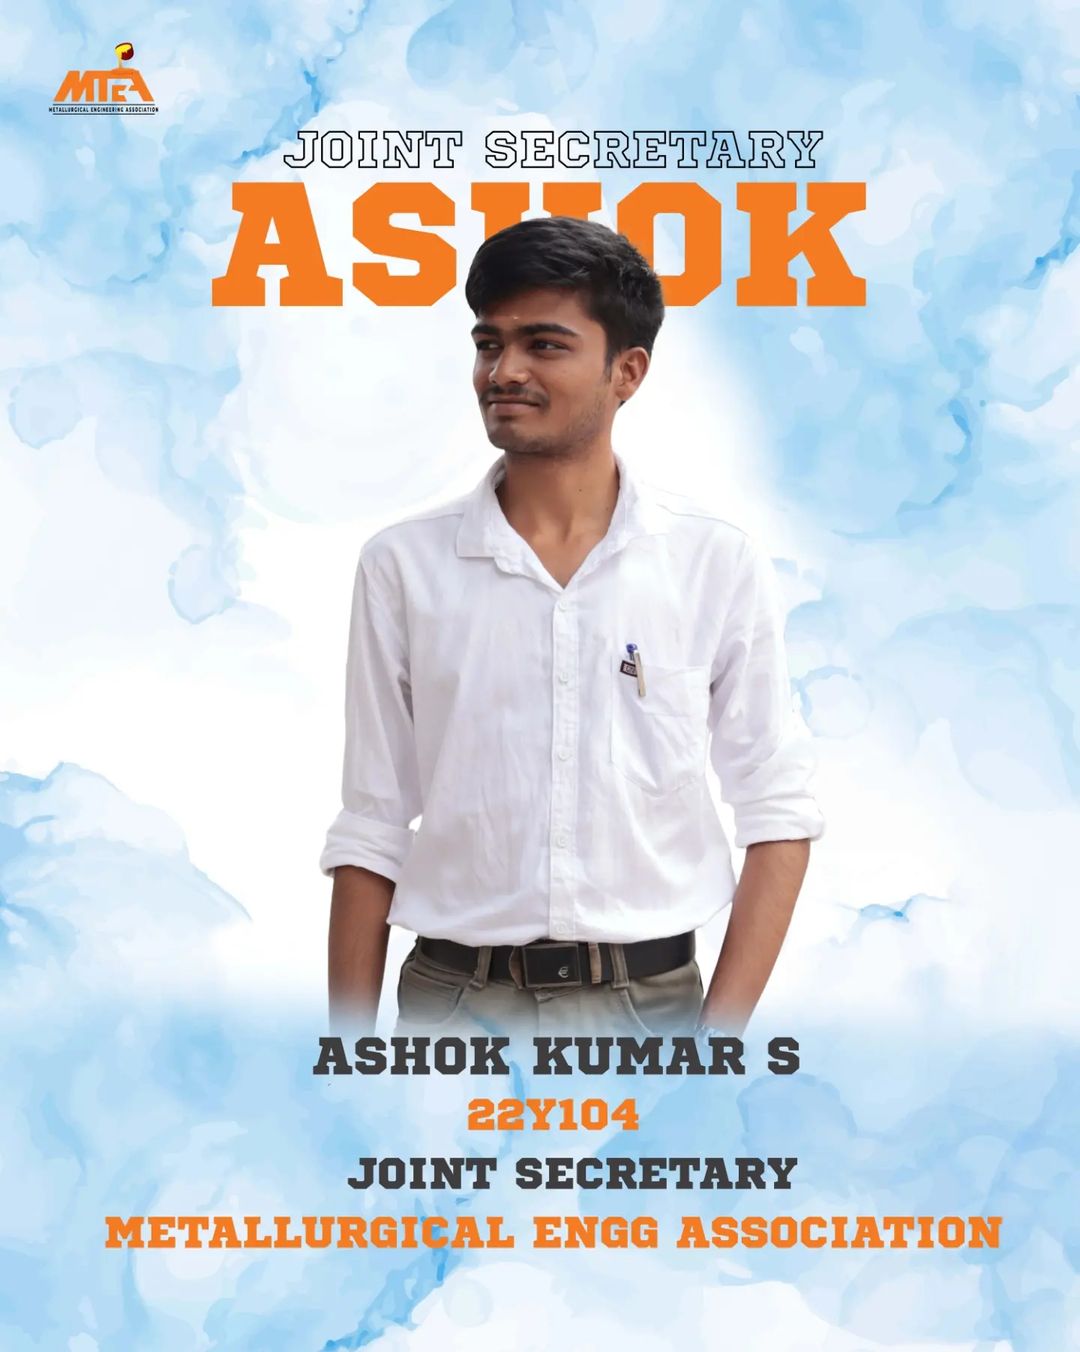 MTEA
METALLURGICAL ENGINEERING ASSOCIATION
JOINT SECRETARY
ASHOK
ASHOK KUMAR S
22Y104
JOINT SECRETARY
METALLURGICAL ENGG ASSOCIATION